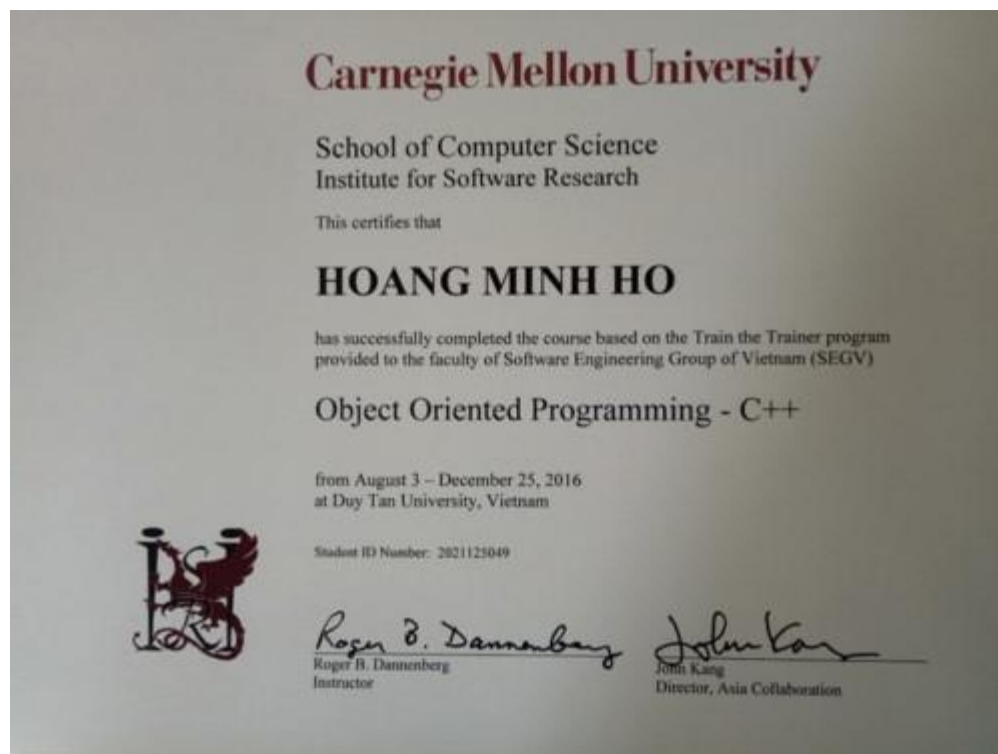 Carnegie Mellon University
School of Computer Science
Institute for Software Research
This certifies that
HOANG MINH HO
has successfully completed the course based on the Train the Trainer program
provided to the faculty of Software Engineering Group of Vietnam (SEGV)
Object Oriented Programming - C++
from August 3 – December 25, 2016
at Duy Tan University, Vietnam
Student ID Number: 2021125049
Roger B. Dannenberg
Roger B. Dannenberg
Instructor
John Kang
John Kang
Director, Asia Collaboration